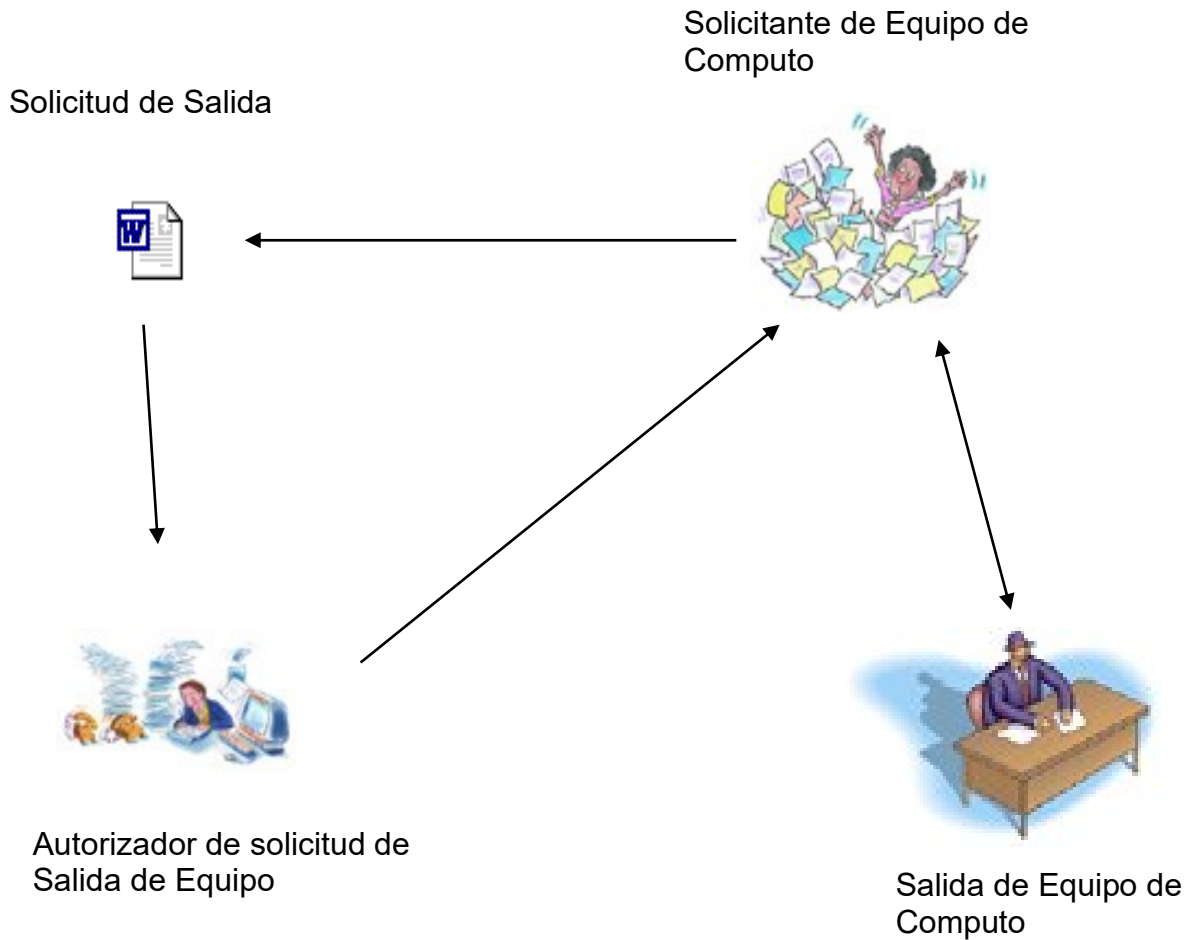 Solicitante de Equipo de
Computo
Solicitud de Salida
W
Autorizador de solicitud de
Salida de Equipo
Salida de Equipo de
Computo